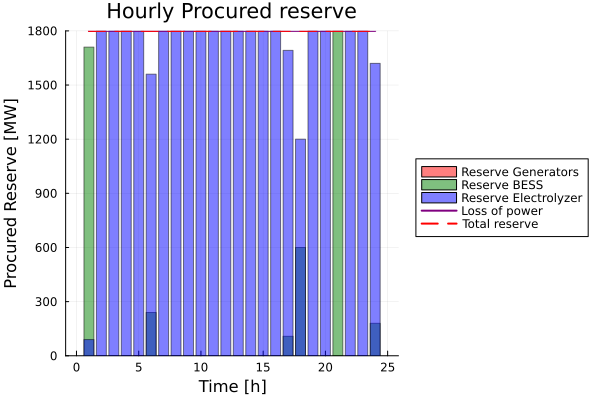 Hourly Procured reserve
Procured Reserve [MW]
1800
1500
1200
900
600
300
0
0 5 10 15 20 25
Time [h]
Reserve Generators
Reserve BESS
Reserve Electrolyzer
Loss of power
Total reserve